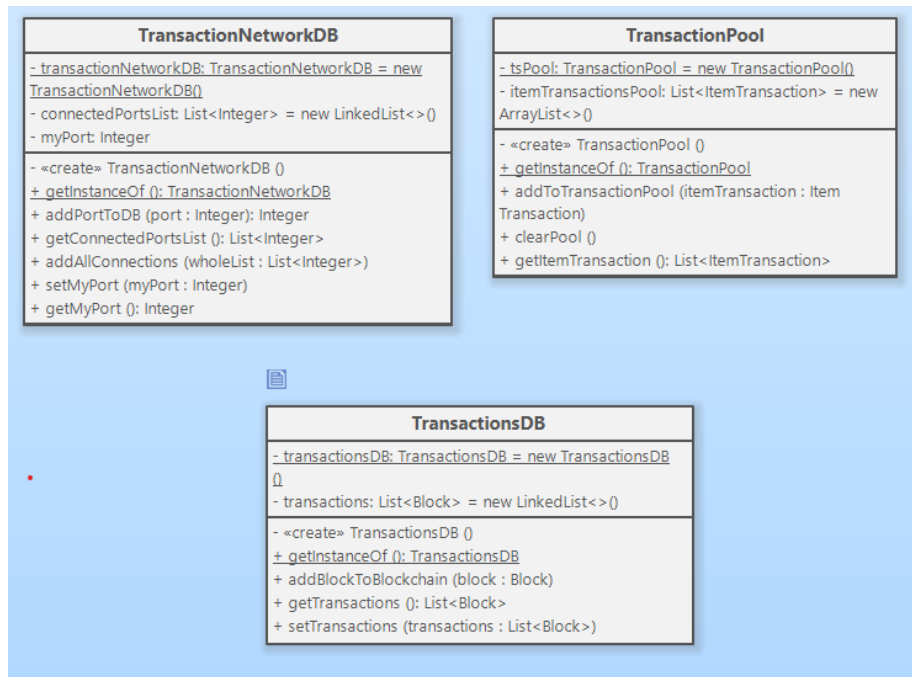 TransactionNetworkDB
- transactionNetworkDB: TransactionNetworkDB = new
TransactionNetworkDB()
- connectedPortsList: List<Integer> = new LinkedList<>()
- myPort: Integer
- «create» TransactionNetworkDB ()
+ getInstanceOf (): TransactionNetworkDB
+ addPortToDB (port : Integer): Integer
+ getConnectedPortsList (): List<Integer>
+ addAllConnections (wholeList : List<Integer>)
+ setMyPort (myPort : Integer)
+ getMyPort (): Integer
TransactionPool
- tsPool: TransactionPool = new TransactionPool()
- itemTransactionsPool: List<ItemTransaction> = new
ArrayList<>()
- «create» TransactionPool ()
+ getInstanceOf (): TransactionPool
+ addToTransactionPool (itemTransaction : Item
Transaction)
+ clearPool ()
+ getItemTransaction (): List<ItemTransaction>
TransactionsDB
- transactionsDB: TransactionsDB = new TransactionsDB
()
- transactions: List<Block> = new LinkedList<>()
- «create» TransactionsDB ()
+ getInstanceOf (): TransactionsDB
+ addBlockToBlockchain (block : Block)
+ getTransactions (): List<Block>
+ setTransactions (transactions : List<Block>)